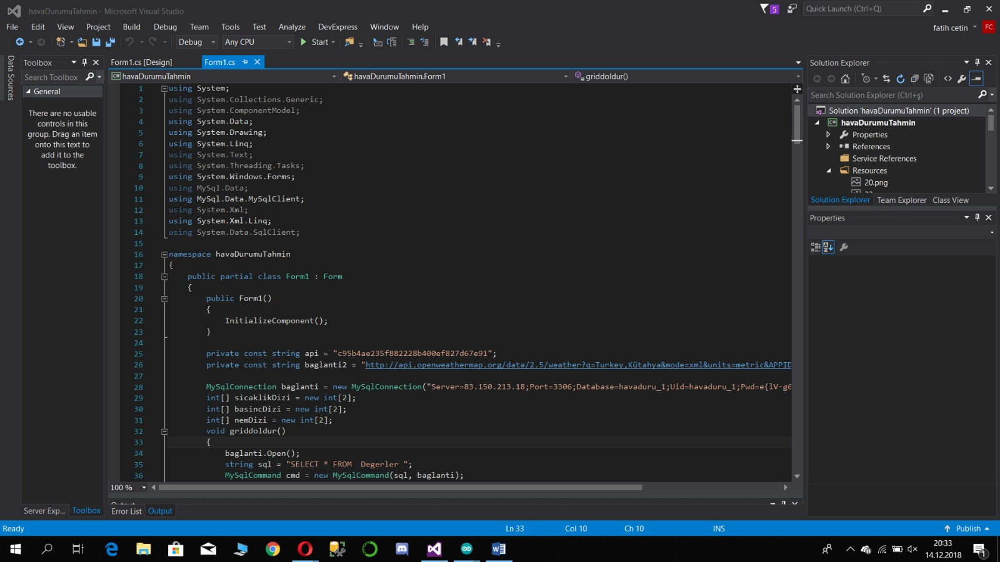 havaDurumuTahmin - Microsoft Visual Studio
5
Quick Launch (Ctrl+Q)
File Edit View Project Build Debug Team Tools Test Analyze DevExpress Window Help
fatih cetin
FC
Debug
Any CPU
Start
Data Sources
Toolbox
Search Toolbox
General
There are no usable
controls in this
group. Drag an item
onto this text to
add it to the
toolbox.
Server Exp... Toolbox
Form1.cs [Design]
Form1.cs
havaDurumuTahmin
havaDurumuTahmin.Form1
griddoldur()
1 using System;
2 using System.Collections.Generic;
3 using System.ComponentModel;
4 using System.Data;
5 using System.Drawing;
6 using System.Linq;
7 using System.Text;
8 using System.Threading.Tasks;
9 using System.Windows.Forms;
10 using MySql.Data;
11 using MySql.Data.MySqlClient;
12 using System.Xml;
13 using System.Xml.Linq;
14 using System.Data.SqlClient;
15
16 namespace havaDurumuTahmin
17 {
18 public partial class Form1 : Form
19 {
20 public Form1()
21 {
22 InitializeComponent();
23 }
24
25 private const string api = "c95b4ae235f882228b400ef827d67e91";
26 private const string baglanti2 = "http://api.openweathermap.org/data/2.5/weather?q=Turkey,Kütahya&mode=xml&units=metric&APPID
27
28 MySqlConnection baglanti = new MySqlConnection("Server=83.150.213.18;Port=3306;Database=havaduru_1;Uid=havaduru_1;Pwd=e{lV-g6
29 int[] sicaklikDizi = new int[2];
30 int[] basincDizi = new int[2];
31 int[] nemDizi = new int[2];
32 void griddoldur()
33 {
34 baglanti.Open();
35 string sql = "SELECT * FROM  Degerler ";
36 MySqlCommand cmd = new MySqlCommand(sql, baglanti);
100 %
Output
Error List Output
Solution Explorer
Search Solution Explorer (Ctrl+ş)
Solution 'havaDurumuTahmin' (1 project)
havaDurumuTahmin
Properties
References
Service References
Resources
20.png
Solution Explorer Team Explorer Class View
Properties
Ready
Ln 33
Col 10
Ch 10
INS
Publish
20:33
14.12.2018
1